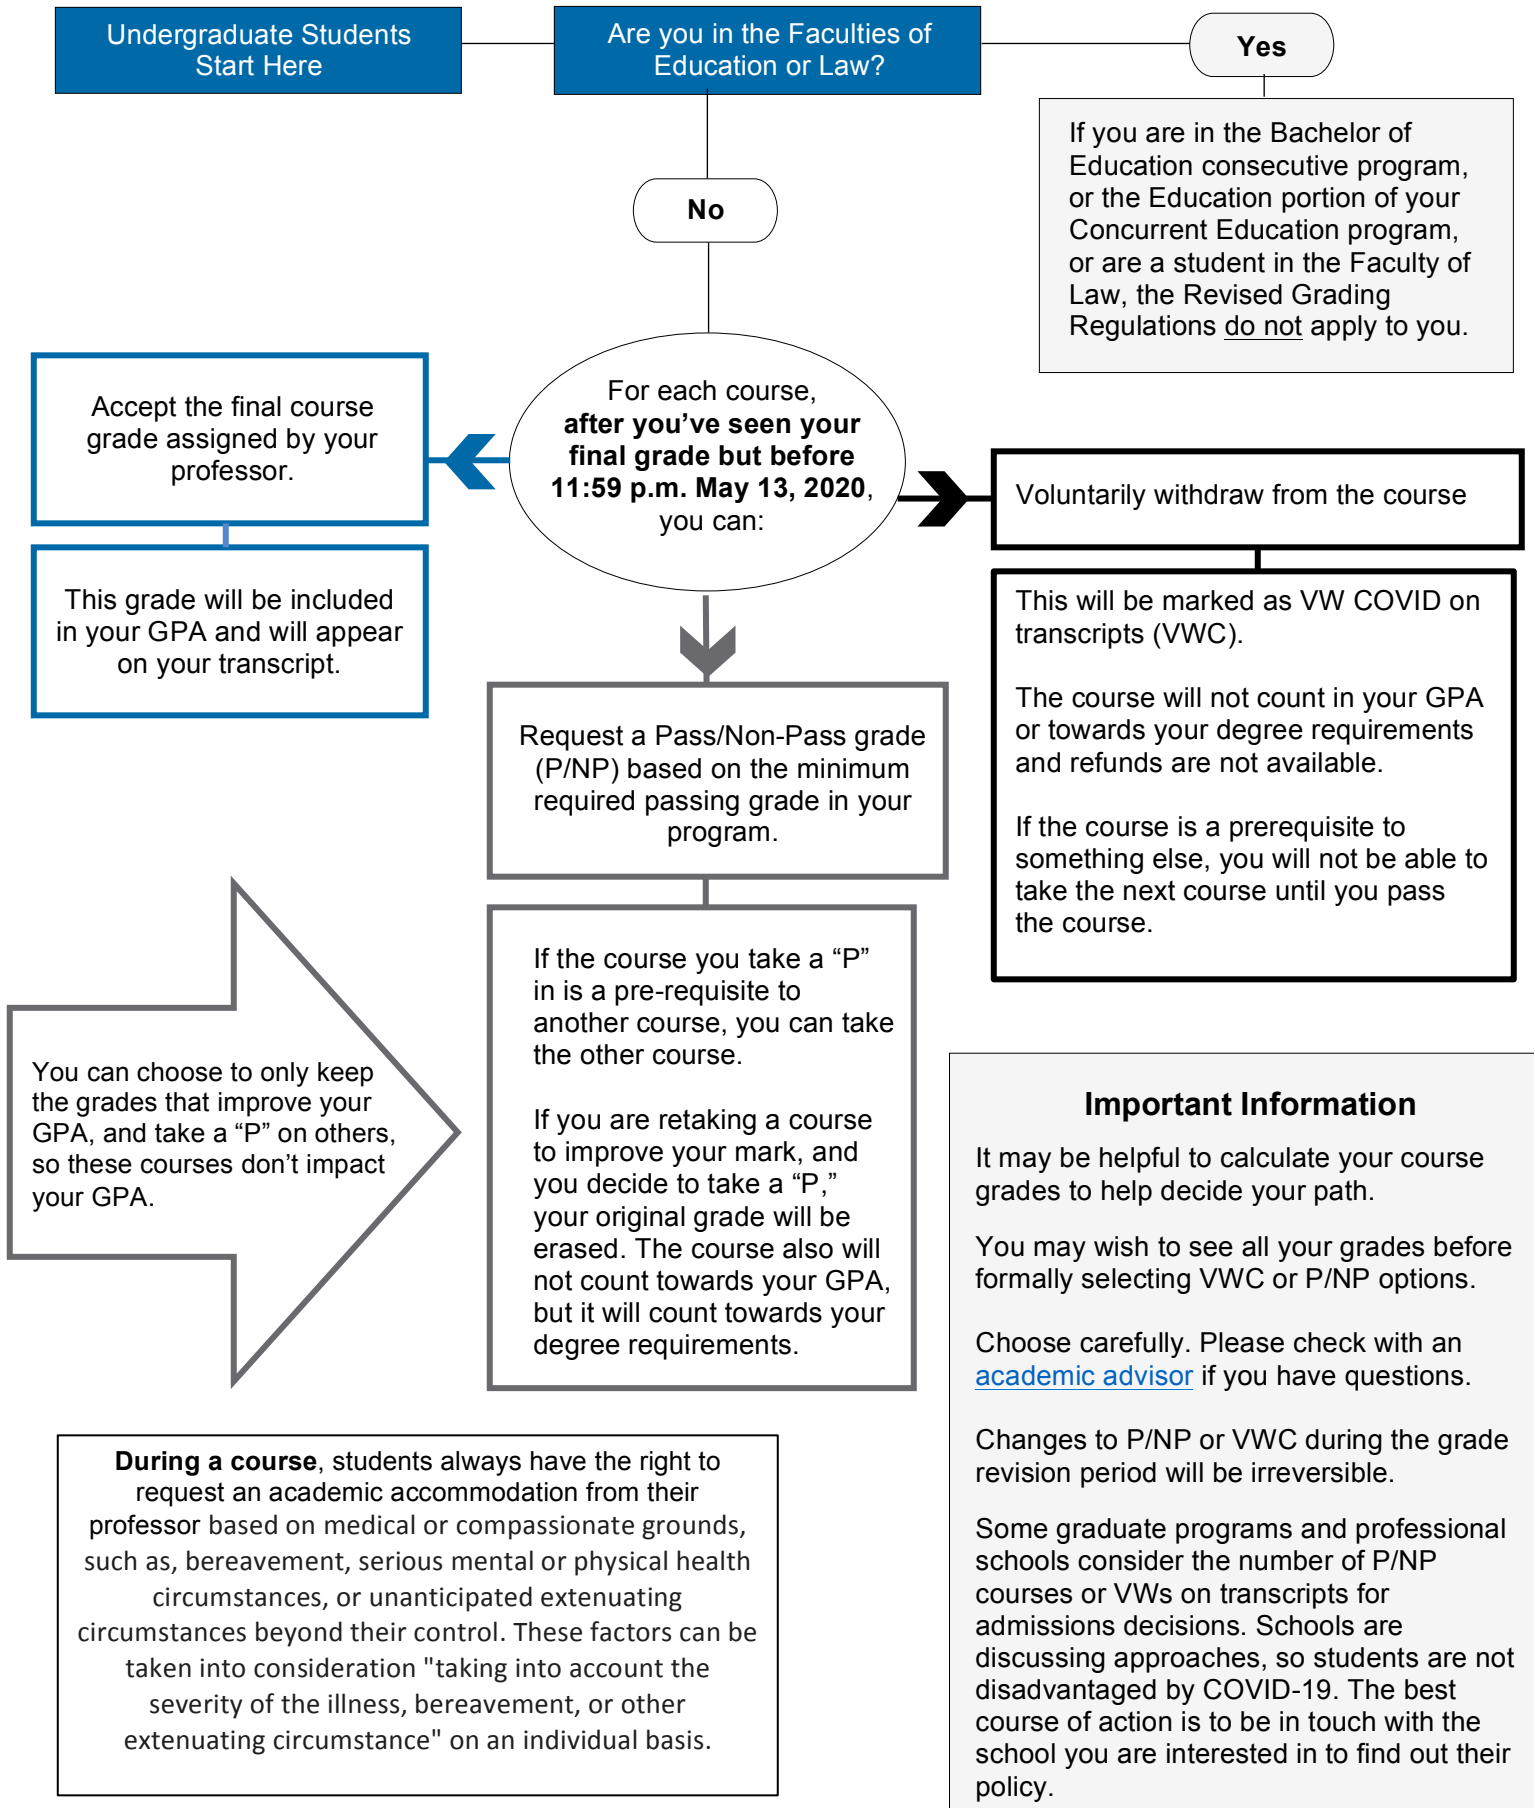 Undergraduate Students
Start Here
Are you in the Faculties of
Education or Law?
Yes
If you are in the Bachelor of
Education consecutive program,
or the Education portion of your
Concurrent Education program,
or are a student in the Faculty of
Law, the Revised Grading
Regulations do not apply to you.
No
For each course,
after you’ve seen your
final grade but before
11:59 p.m. May 13, 2020,
you can:
Accept the final course
grade assigned by your
professor.
This grade will be included
in your GPA and will appear
on your transcript.
Voluntarily withdraw from the course
This will be marked as VW COVID on
transcripts (VWC).
The course will not count in your GPA
or towards your degree requirements
and refunds are not available.
If the course is a prerequisite to
something else, you will not be able to
take the next course until you pass
the course.
Request a Pass/Non-Pass grade
(P/NP) based on the minimum
required passing grade in your
program.
If the course you take a “P”
in is a pre-requisite to
another course, you can take
the other course.
If you are retaking a course
to improve your mark, and
you decide to take a “P,”
your original grade will be
erased. The course also will
not count towards your GPA,
but it will count towards your
degree requirements.
You can choose to only keep
the grades that improve your
GPA, and take a “P” on others,
so these courses don’t impact
your GPA.
Important Information
It may be helpful to calculate your course
grades to help decide your path.
You may wish to see all your grades before
formally selecting VWC or P/NP options.
Choose carefully. Please check with an
academic advisor if you have questions.
Changes to P/NP or VWC during the grade
revision period will be irreversible.
Some graduate programs and professional
schools consider the number of P/NP
courses or VWs on transcripts for
admissions decisions. Schools are
discussing approaches, so students are not
disadvantaged by COVID-19. The best
course of action is to be in touch with the
school you are interested in to find out their
policy.
During a course, students always have the right to
request an academic accommodation from their
professor based on medical or compassionate grounds,
such as, bereavement, serious mental or physical health
circumstances, or unanticipated extenuating
circumstances beyond their control. These factors can be
taken into consideration "taking into account the
severity of the illness, bereavement, or other
extenuating circumstance" on an individual basis.